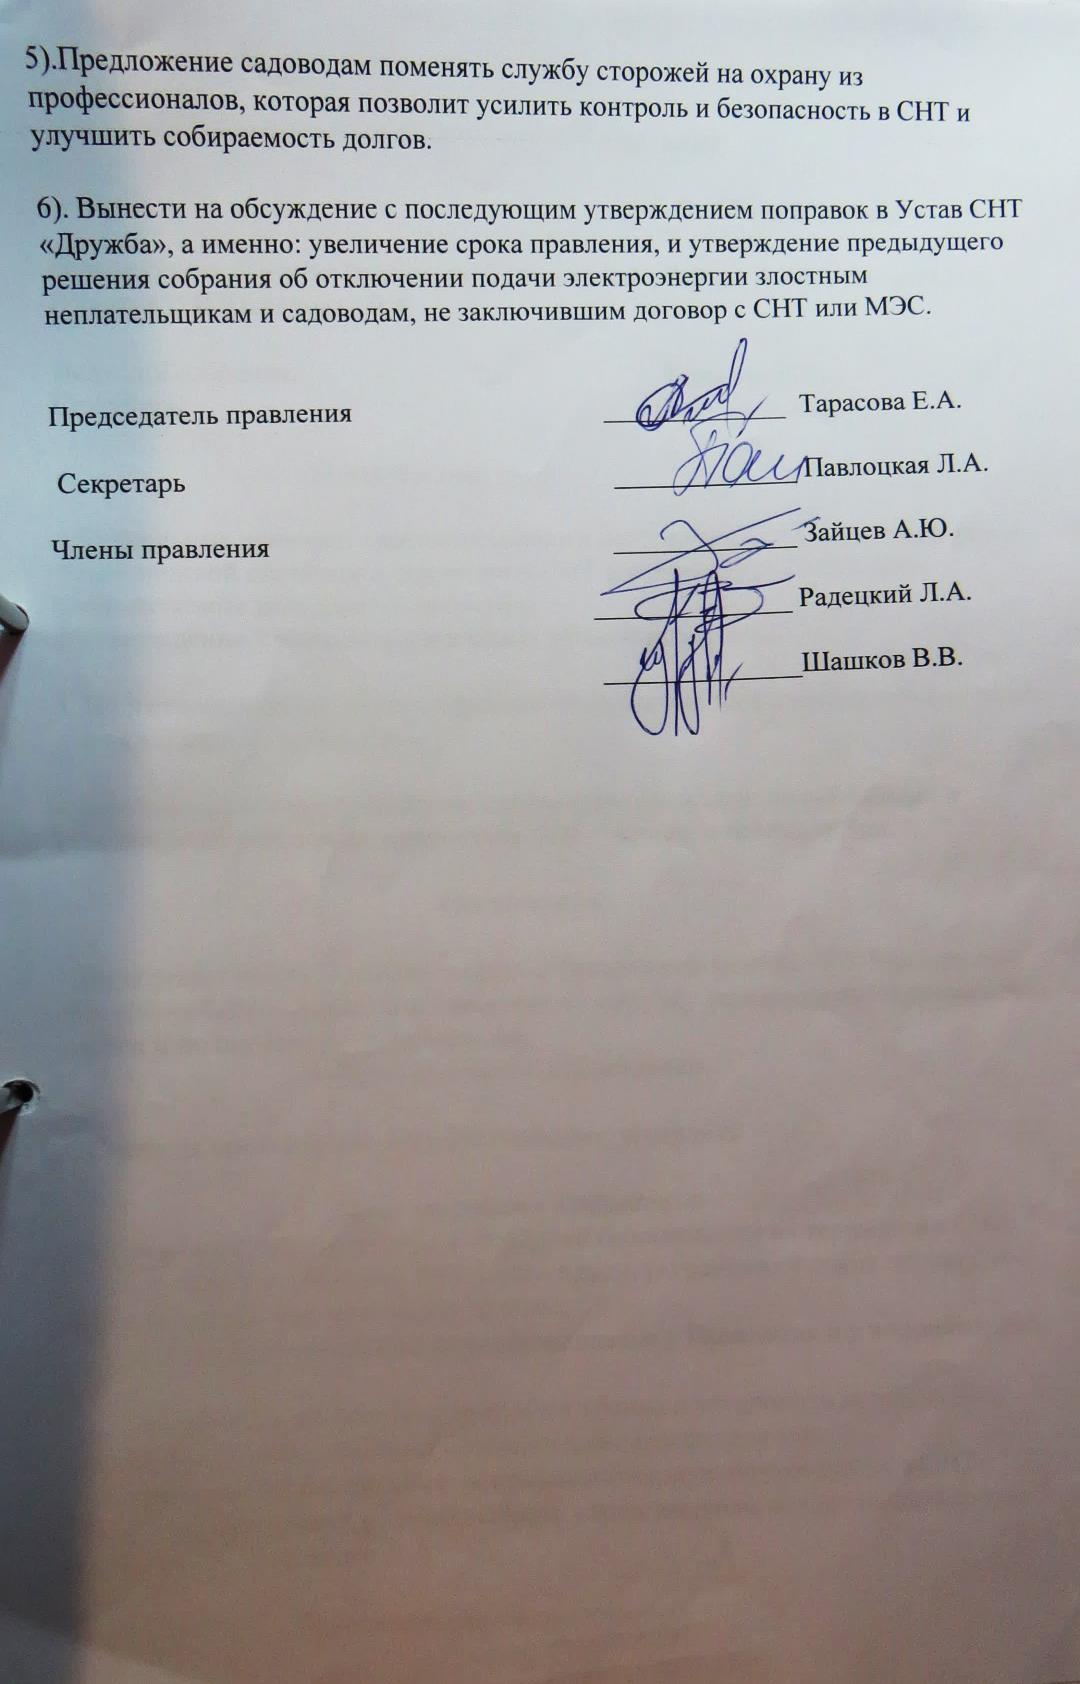 5).Предложение садоводам поменять службу сторожей на охрану из
профессионалов, которая позволит усилить контроль и безопасность в СНТ и
улучшить собираемость долгов.
6). Вынести на обсуждение с последующим утверждением поправок в Устав СНТ
«Дружба», а именно: увеличение срока правления, и утверждение предыдущего
решения собрания об отключении подачи электроэнергии злостным
неплательщикам и садоводам, не заключившим договор с СНТ или МЭС.
Председатель правления Тарасова Е.А.
Секретарь Павлоцкая Л.А.
Члены правления Зайцев А.Ю.
Радецкий Л.А.
Шашков В.В.